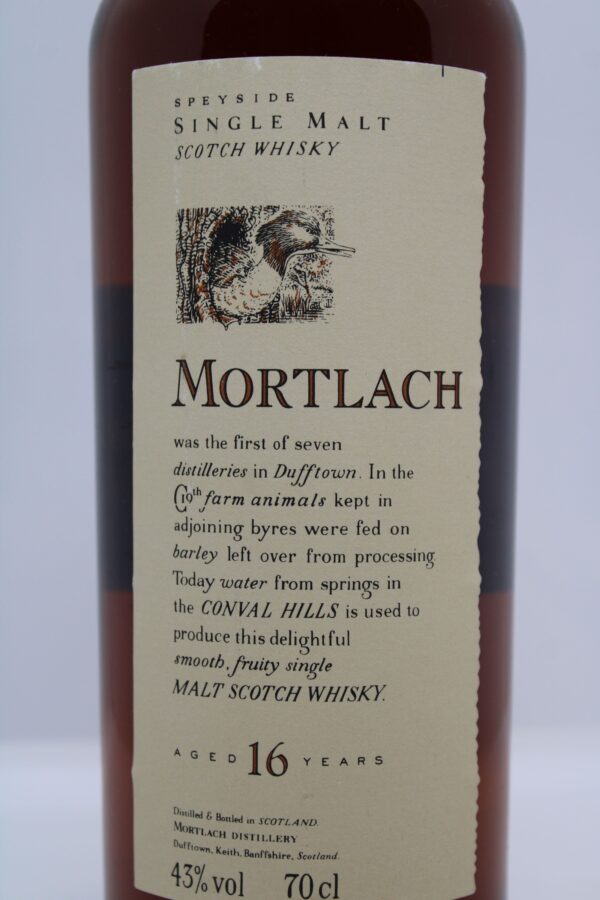 SPEYSIDE
SINGLE MALT
SCOTCH WHISKY
MORTLACH
was the first of seven
distilleries in Dufftown. In the
C19th farm animals kept in
adjoining byres were fed on
barley left over from processing
Today water from springs in
the CONVAL HILLS is used to
produce this delightful
smooth, fruity single
MALT SCOTCH WHISKY.
AGED 16 YEARS
Distilled & Bottled in SCOTLAND.
MORTLACH DISTILLERY
Dufftown, Keith, Banffshire, Scotland.
43% vol 70 cl